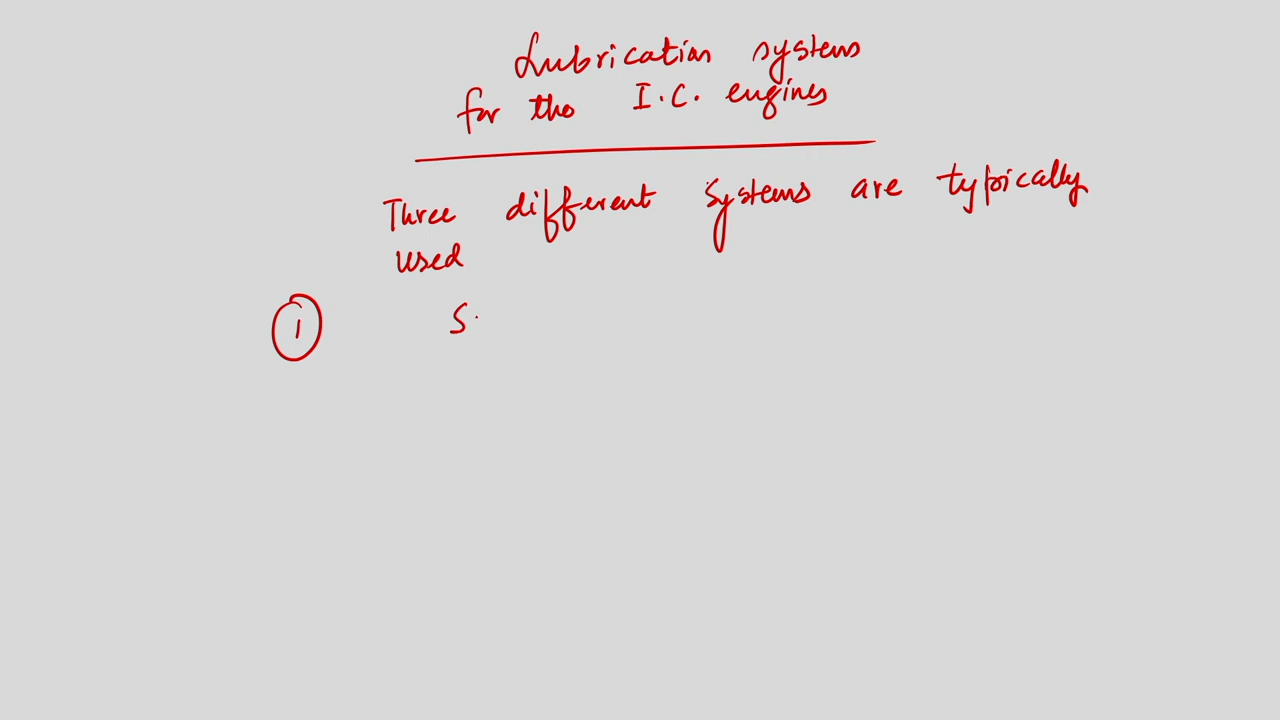 Lubrication systems
for the I.C. engines
Three different systems are typically
used
1 S